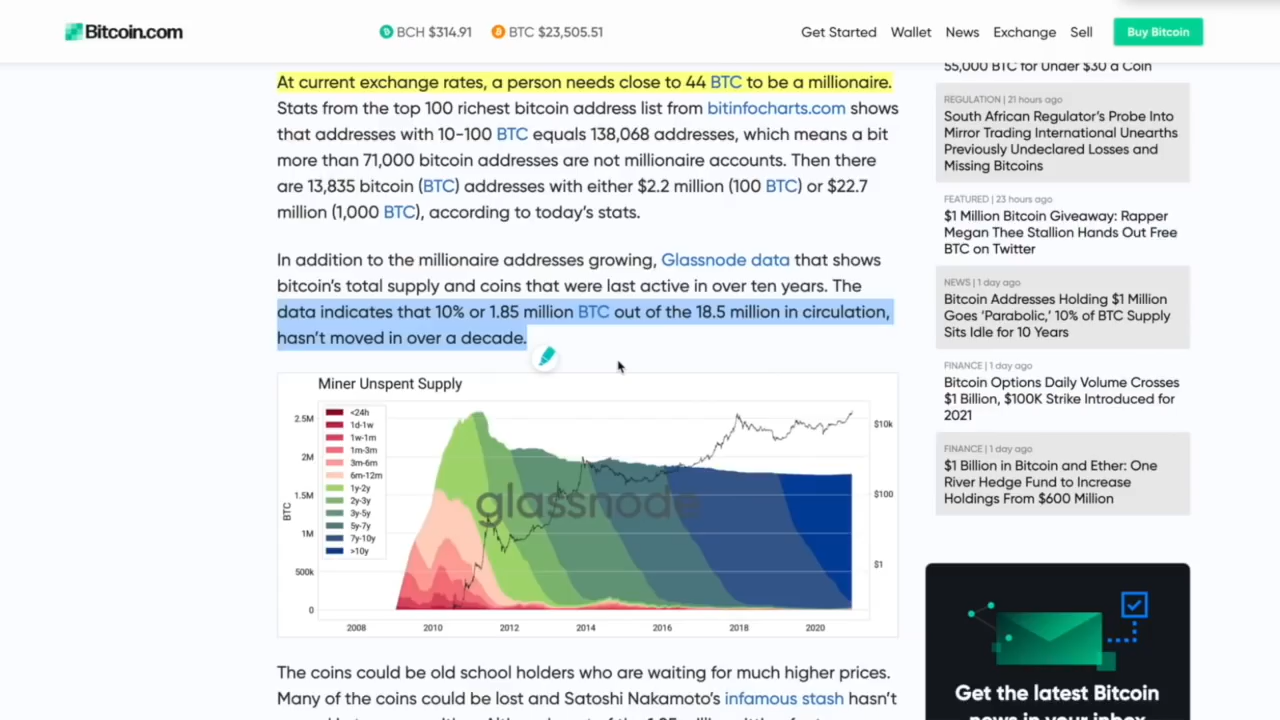 Bitcoin.com
BCH $314.91
BTC $23,505.51
Get Started
Wallet
News
Exchange
Sell
Buy Bitcoin
At current exchange rates, a person needs close to 44 BTC to be a millionaire.
Stats from the top 100 richest bitcoin address list from bitinfocharts.com shows
that addresses with 10-100 BTC equals 138,068 addresses, which means a bit
more than 71,000 bitcoin addresses are not millionaire accounts. Then there
are 13,835 bitcoin (BTC) addresses with either $2.2 million (100 BTC) or $22.7
million (1,000 BTC), according to today's stats.
In addition to the millionaire addresses growing, Glassnode data that shows
bitcoin's total supply and coins that were last active in over ten years. The
data indicates that 10% or 1.85 million BTC out of the 18.5 million in circulation,
hasn't moved in over a decade.
Miner Unspent Supply
<24h
1d-1w
1w-1m
1m-3m
3m-6m
6m-12m
1y-2y
2y-3y
3y-5y
5y-7y
7y-10y
>10y
BTC
2.5M
2M
1.5M
1M
500k
0
$10k
$100
$1
glassnode
2008
2010
2012
2014
2016
2018
2020
The coins could be old school holders who are waiting for much higher prices.
Many of the coins could be lost and Satoshi Nakamoto's infamous stash hasn't
55,000 BTC for Under $30 a Coin
REGULATION | 21 hours ago
South African Regulator's Probe Into
Mirror Trading International Unearths
Previously Undeclared Losses and
Missing Bitcoins
FEATURED | 23 hours ago
$1 Million Bitcoin Giveaway: Rapper
Megan Thee Stallion Hands Out Free
BTC on Twitter
NEWS | 1 day ago
Bitcoin Addresses Holding $1 Million
Goes 'Parabolic,' 10% of BTC Supply
Sits Idle for 10 Years
FINANCE | 1 day ago
Bitcoin Options Daily Volume Crosses
$1 Billion, $100K Strike Introduced for
2021
FINANCE | 1 day ago
$1 Billion in Bitcoin and Ether: One
River Hedge Fund to Increase
Holdings From $600 Million
Get the latest Bitcoin
news in your inbox